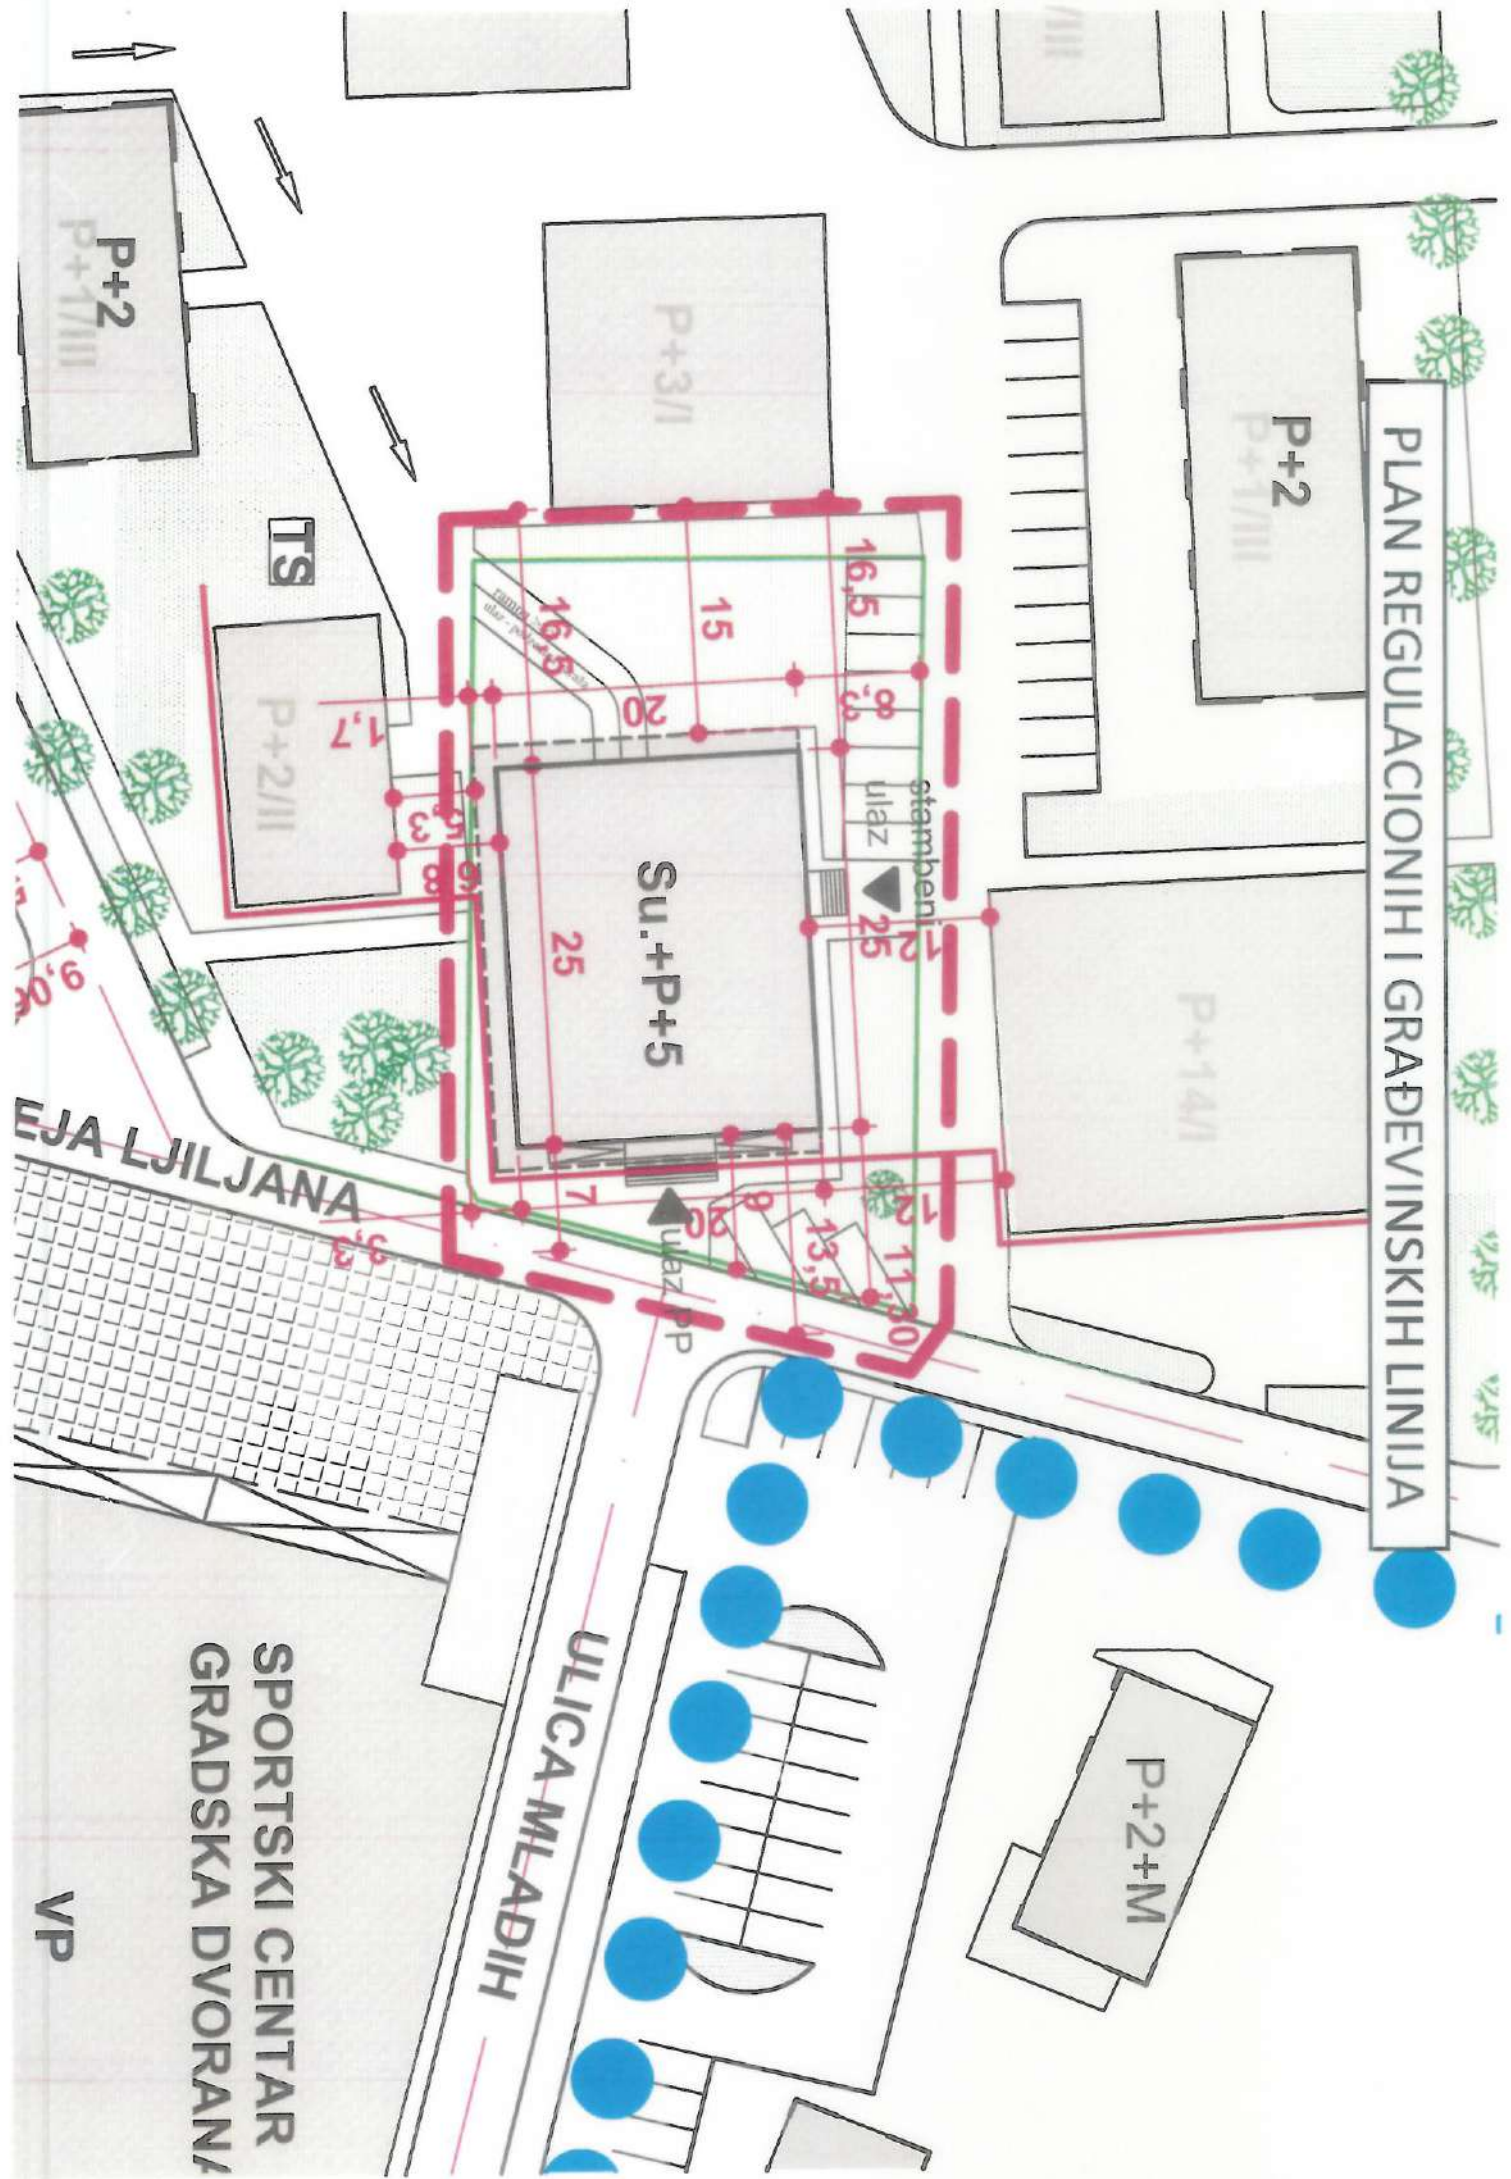 PLAN REGULACIONIH I GRAĐEVINSKIH LINIJA
/III
P+2
P+1/III
P+14/I
P+2+M
P+3/I
16,5
8,3
stambeni
ulaz
25
12
12
11,30
13,5
9
20
15
20
16,5
Su.+P+5
25
7
ulaz PP
3,3
1,7
5,3
6,8
TS
P+2/II
P+2
P+1/III
9,06
EJA LJILJANA
ULICA MLADIH
SPORTSKI CENTAR
GRADSKA DVORANA
VP